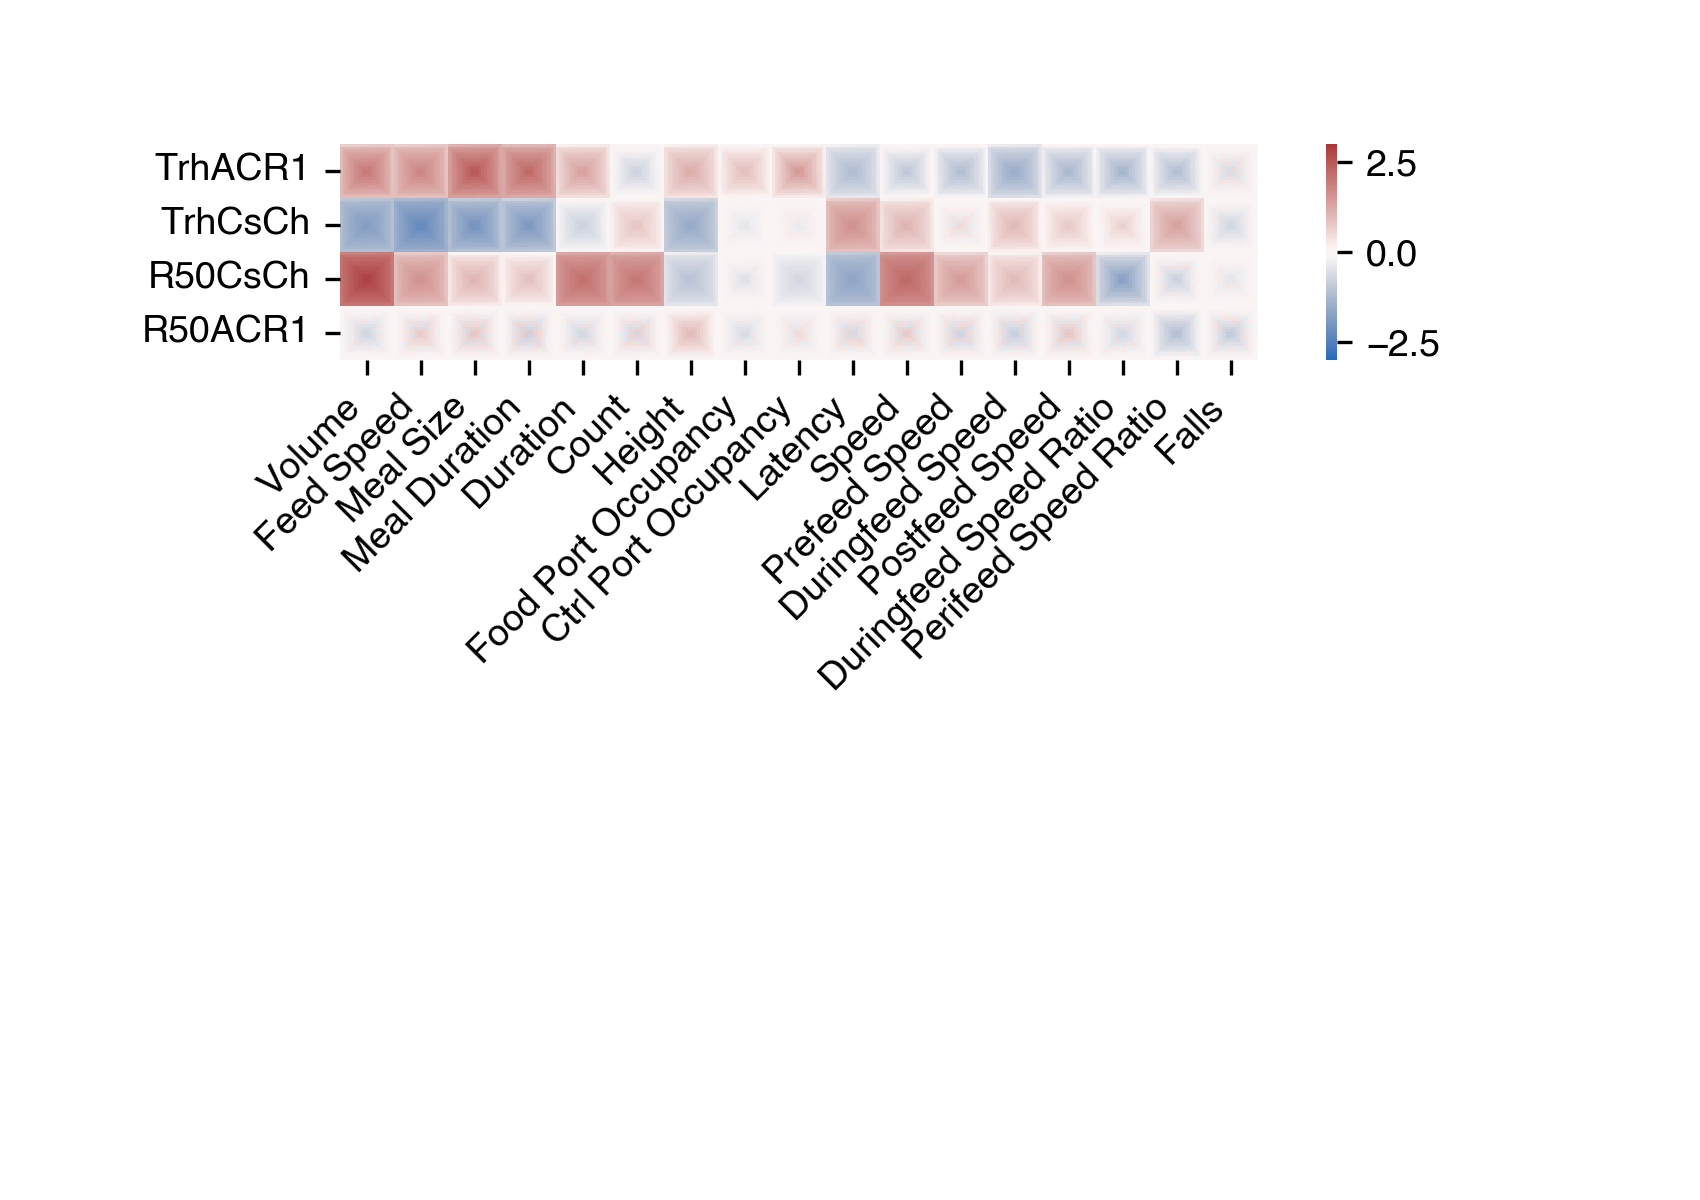 TrhACR1
TrhCsCh
R50CsCh
R50ACR1
2.5
0.0
−2.5
Volume
Feed Speed
Meal Size
Meal Duration
Duration
Count
Height
Food Port Occupancy
Ctrl Port Occupancy
Latency
Speed
Prefeed Speed
Duringfeed Speed
Postfeed Speed
Duringfeed Speed Ratio
Perifeed Speed Ratio
Falls